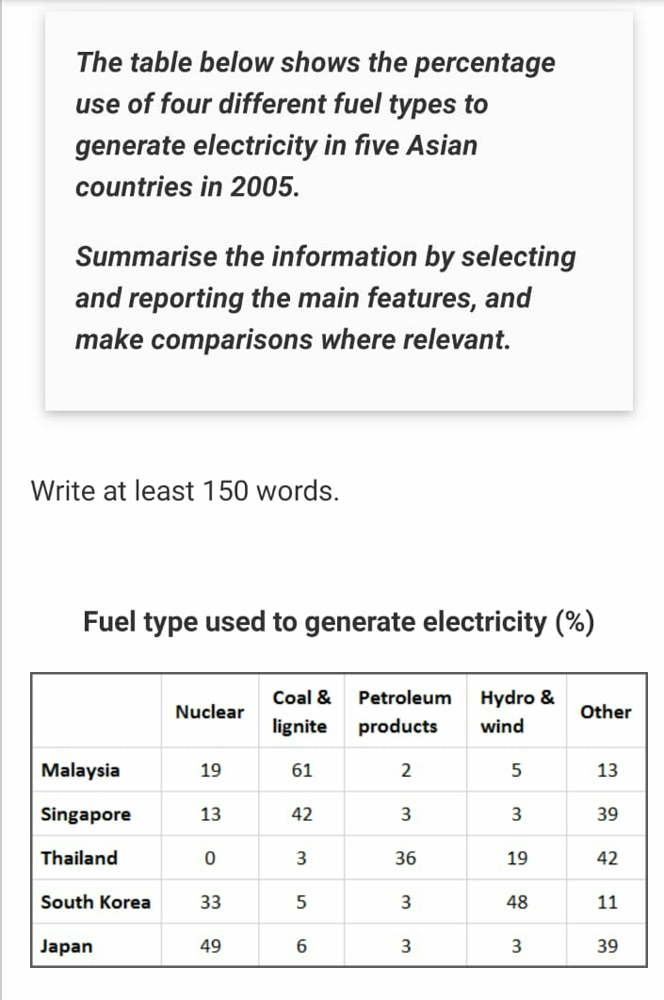 The table below shows the percentage
use of four different fuel types to
generate electricity in five Asian
countries in 2005.
Summarise the information by selecting
and reporting the main features, and
make comparisons where relevant.
Write at least 150 words.
Fuel type used to generate electricity (%)
Nuclear Coal & lignite Petroleum products Hydro & wind Other
Malaysia 19 61 2 5 13
Singapore 13 42 3 3 39
Thailand 0 3 36 19 42
South Korea 33 5 3 48 11
Japan 49 6 3 3 39